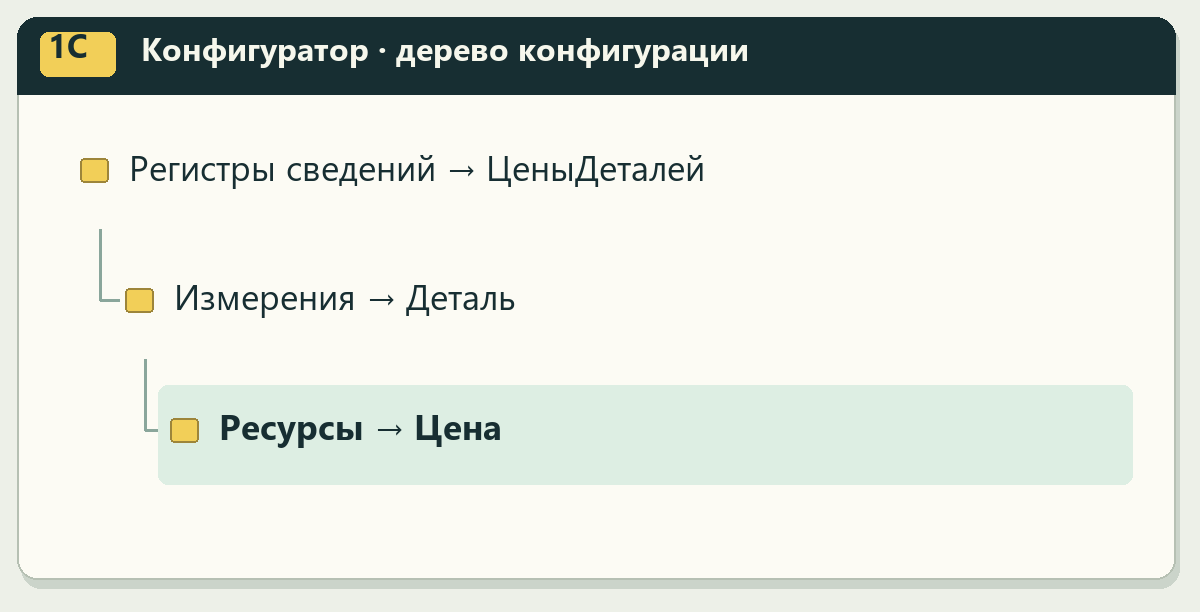 1С Конфигуратор · дерево конфигурации
Регистры сведений → ЦеныДеталей
Измерения → Деталь
Ресурсы → Цена